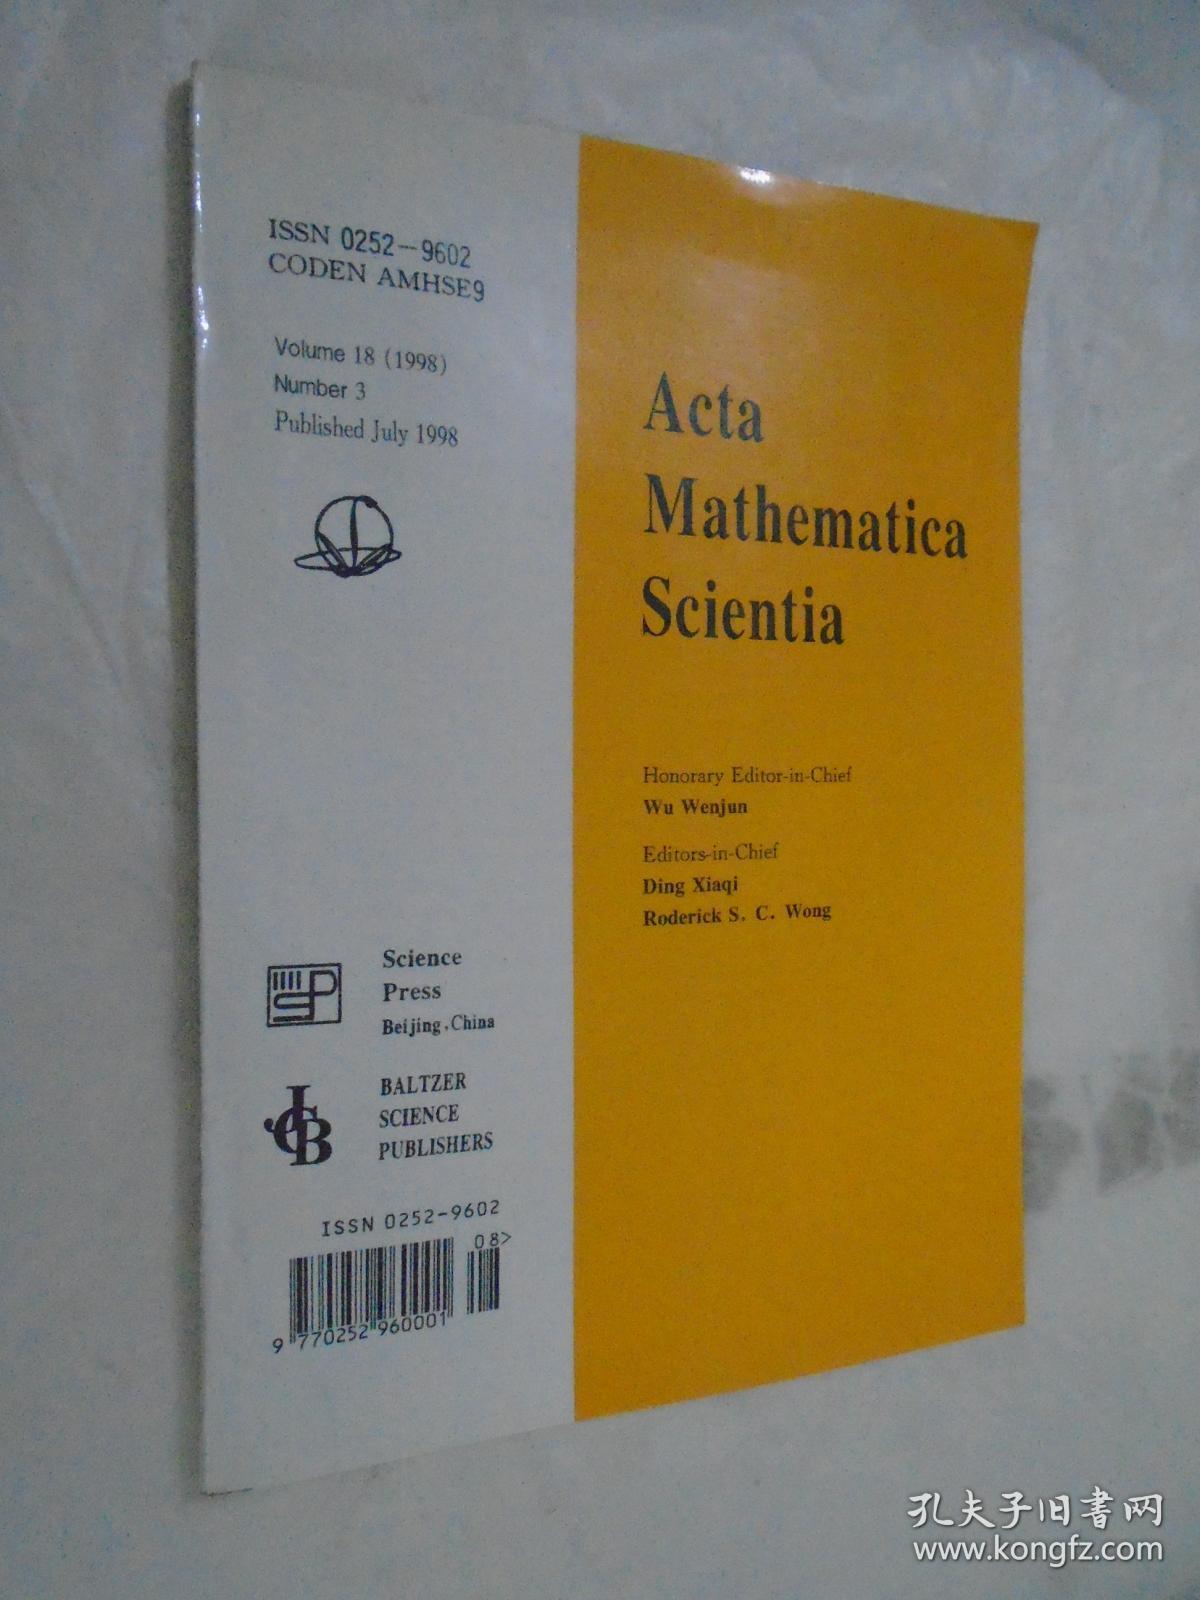 ISSN 0252-9602
CODEN AMHSE9
Volume 18 (1998)
Number 3
Published July 1998
Acta
Mathematica
Scientia
Honorary Editor-in-Chief
Wu Wenjun
Editors-in-Chief
Ding Xiaqi
Roderick S. C. Wong
Science
Press
Beijing, China
JCB
BALTZER
SCIENCE
PUBLISHERS
ISSN 0252-9602
08>
9 770252 960001
孔夫子旧书网
www.kongfz.com